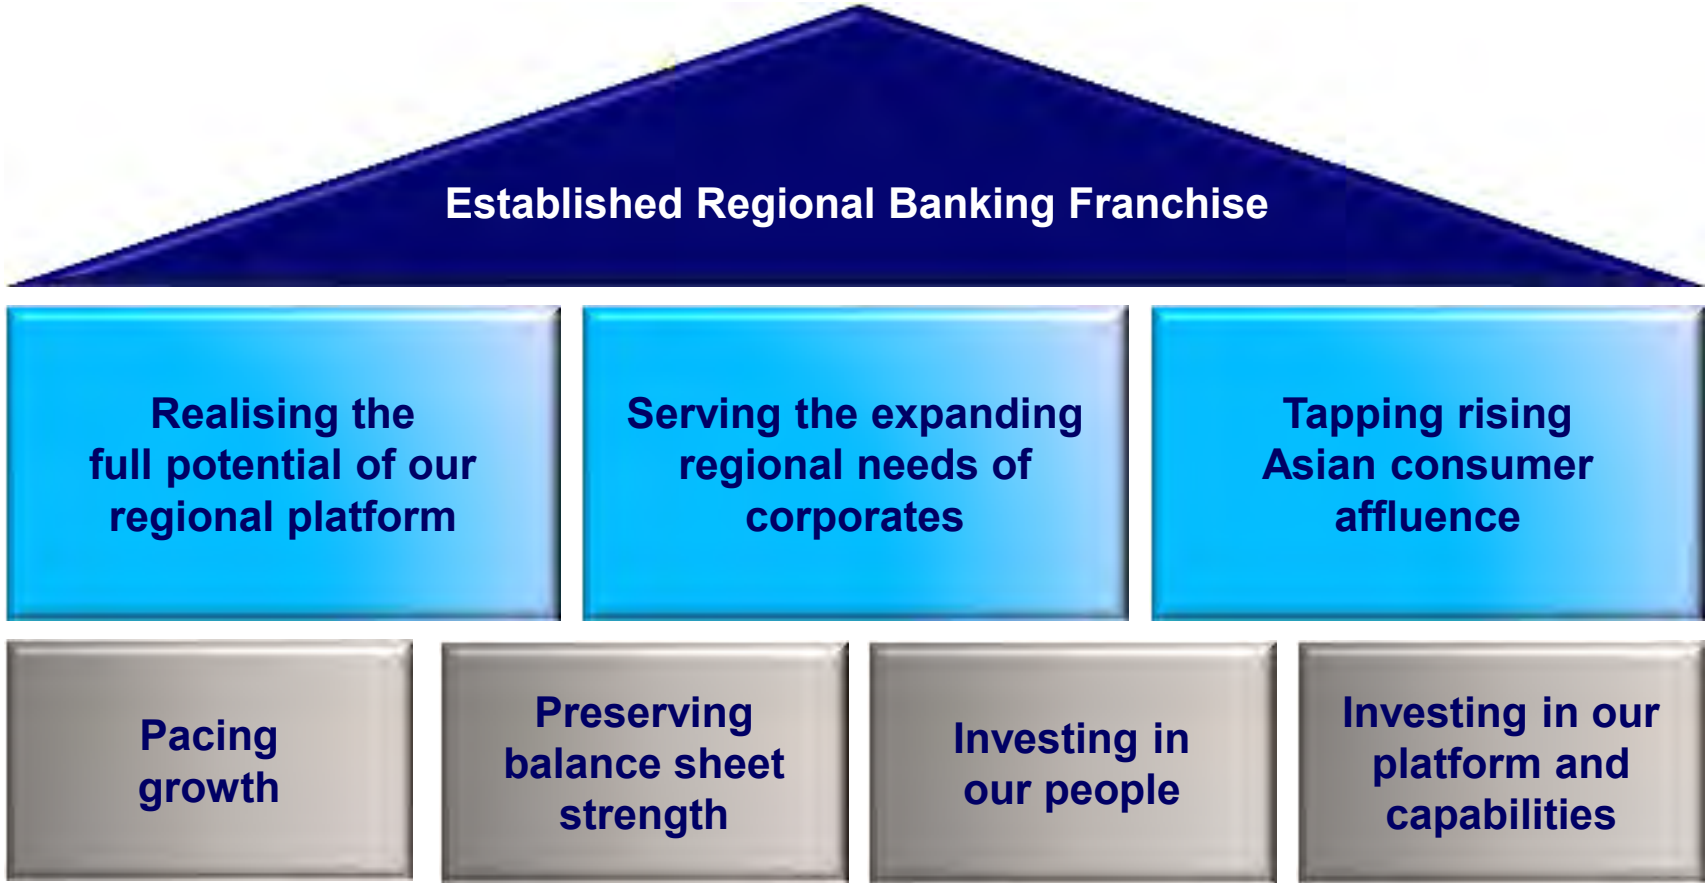 Established Regional Banking Franchise
Realising the
full potential of our
regional platform
Serving the expanding
regional needs of
corporates
Tapping rising
Asian consumer
affluence
Pacing
growth
Preserving
balance sheet
strength
Investing in
our people
Investing in our
platform and
capabilities